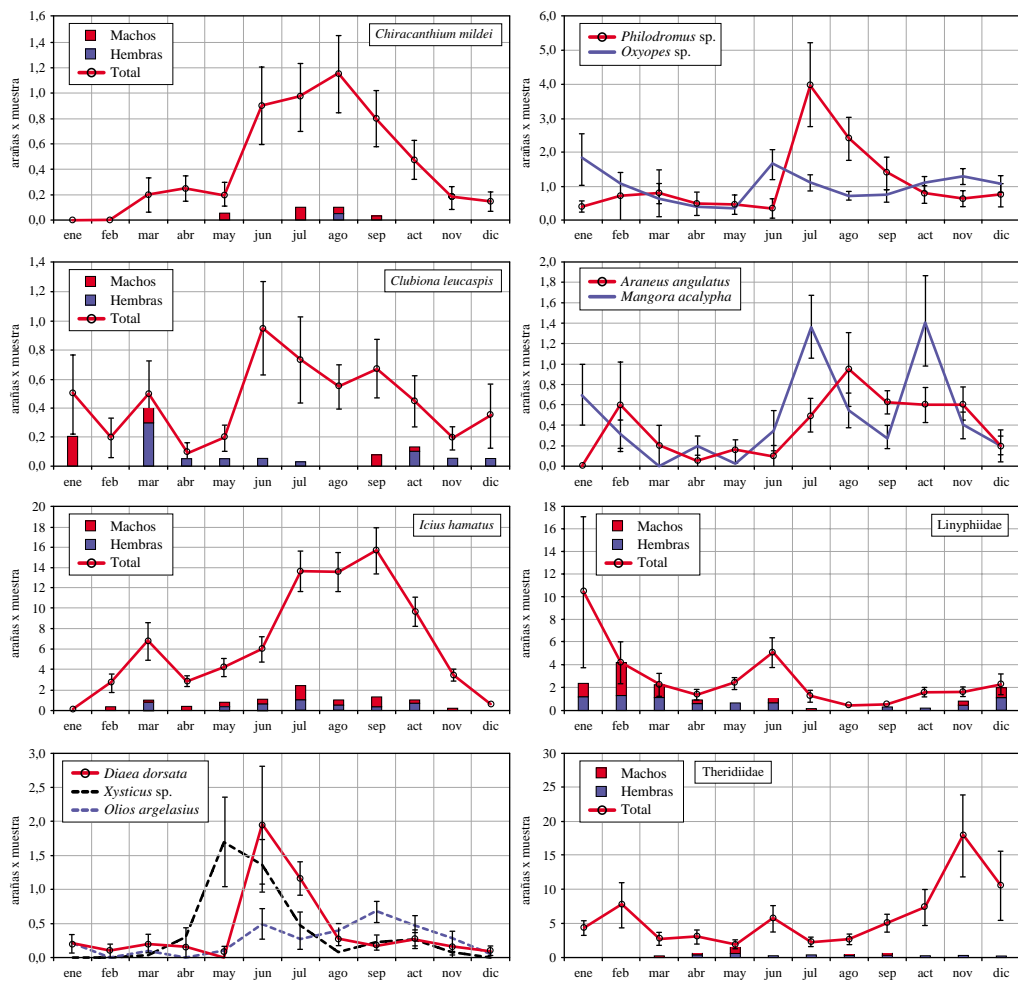 1,6
1,4
1,2
1,0
0,8
0,6
0,4
0,2
0,0
arañas x muestra
Machos
Hembras
Total
Chiracanthium mildei
ene feb mar abr may jun jul ago sep act nov dic
6,0
5,0
4,0
3,0
2,0
1,0
0,0
arañas x muestra
Philodromus sp.
Oxyopes sp.
ene feb mar abr may jun jul ago sep act nov dic
1,4
1,2
1,0
0,8
0,6
0,4
0,2
0,0
arañas x muestra
Machos
Hembras
Total
Clubiona leucaspis
ene feb mar abr may jun jul ago sep act nov dic
2,0
1,8
1,6
1,4
1,2
1,0
0,8
0,6
0,4
0,2
0,0
arañas x muestra
Araneus angulatus
Mangora acalypha
ene feb mar abr may jun jul ago sep act nov dic
20
18
16
14
12
10
8
6
4
2
0
arañas x muestra
Machos
Hembras
Total
Icius hamatus
ene feb mar abr may jun jul ago sep act nov dic
18
16
14
12
10
8
6
4
2
0
arañas x muestra
Machos
Hembras
Total
Linyphiidae
ene feb mar abr may jun jul ago sep act nov dic
3,0
2,5
2,0
1,5
1,0
0,5
0,0
arañas x muestra
Diaea dorsata
Xysticus sp.
Olios argelasius
ene feb mar abr may jun jul ago sep act nov dic
30
25
20
15
10
5
0
arañas x muestra
Machos
Hembras
Total
Theridiidae
ene feb mar abr may jun jul ago sep act nov dic